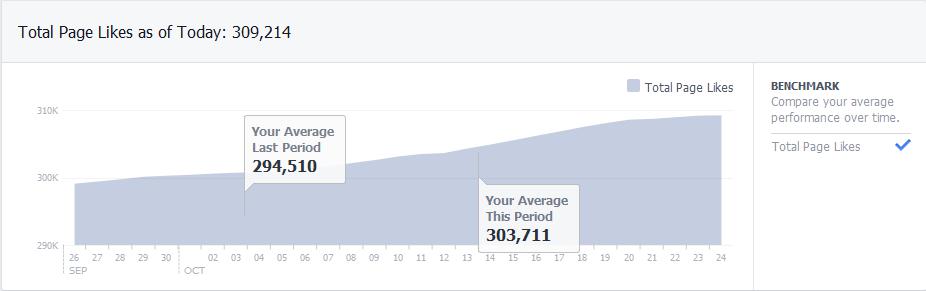 Total Page Likes as of Today: 309,214
Total Page Likes
BENCHMARK
Compare your average
performance over time.
Total Page Likes
310K
300K
290K
Your Average
Last Period
294,510
Your Average
This Period
303,711
26 27 28 29 30 02 03 04 05 06 07 08 09 10 11 12 13 14 15 16 17 18 19 20 21 22 23 24
SEP OCT